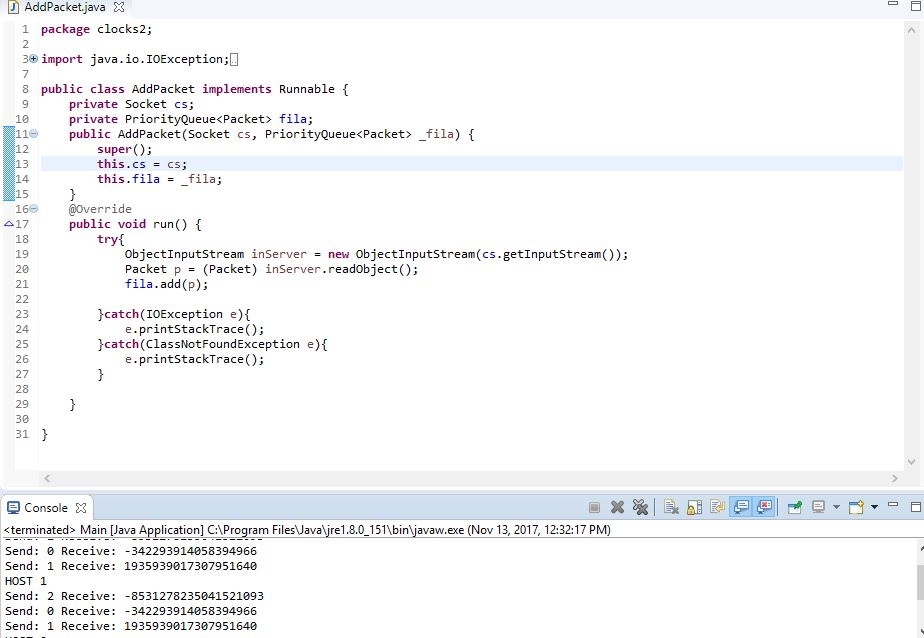 AddPacket.java
1 package clocks2;
2
3 import java.io.IOException;
7
8 public class AddPacket implements Runnable {
9 private Socket cs;
10 private PriorityQueue<Packet> fila;
11 public AddPacket(Socket cs, PriorityQueue<Packet> _fila) {
12 super();
13 this.cs = cs;
14 this.fila = _fila;
15 }
16 @Override
17 public void run() {
18 try{
19 ObjectInputStream inServer = new ObjectInputStream(cs.getInputStream());
20 Packet p = (Packet) inServer.readObject();
21 fila.add(p);
22
23 }catch(IOException e){
24 e.printStackTrace();
25 }catch(ClassNotFoundException e){
26 e.printStackTrace();
27 }
28
29 }
30
31 }
Console
<terminated> Main [Java Application] C:\Program Files\Java\jre1.8.0_151\bin\javaw.exe (Nov 13, 2017, 12:32:17 PM)
Send: 0 Receive: -342293914058394966
Send: 1 Receive: 1935939017307951640
HOST 1
Send: 2 Receive: -8531278235041521093
Send: 0 Receive: -342293914058394966
Send: 1 Receive: 1935939017307951640